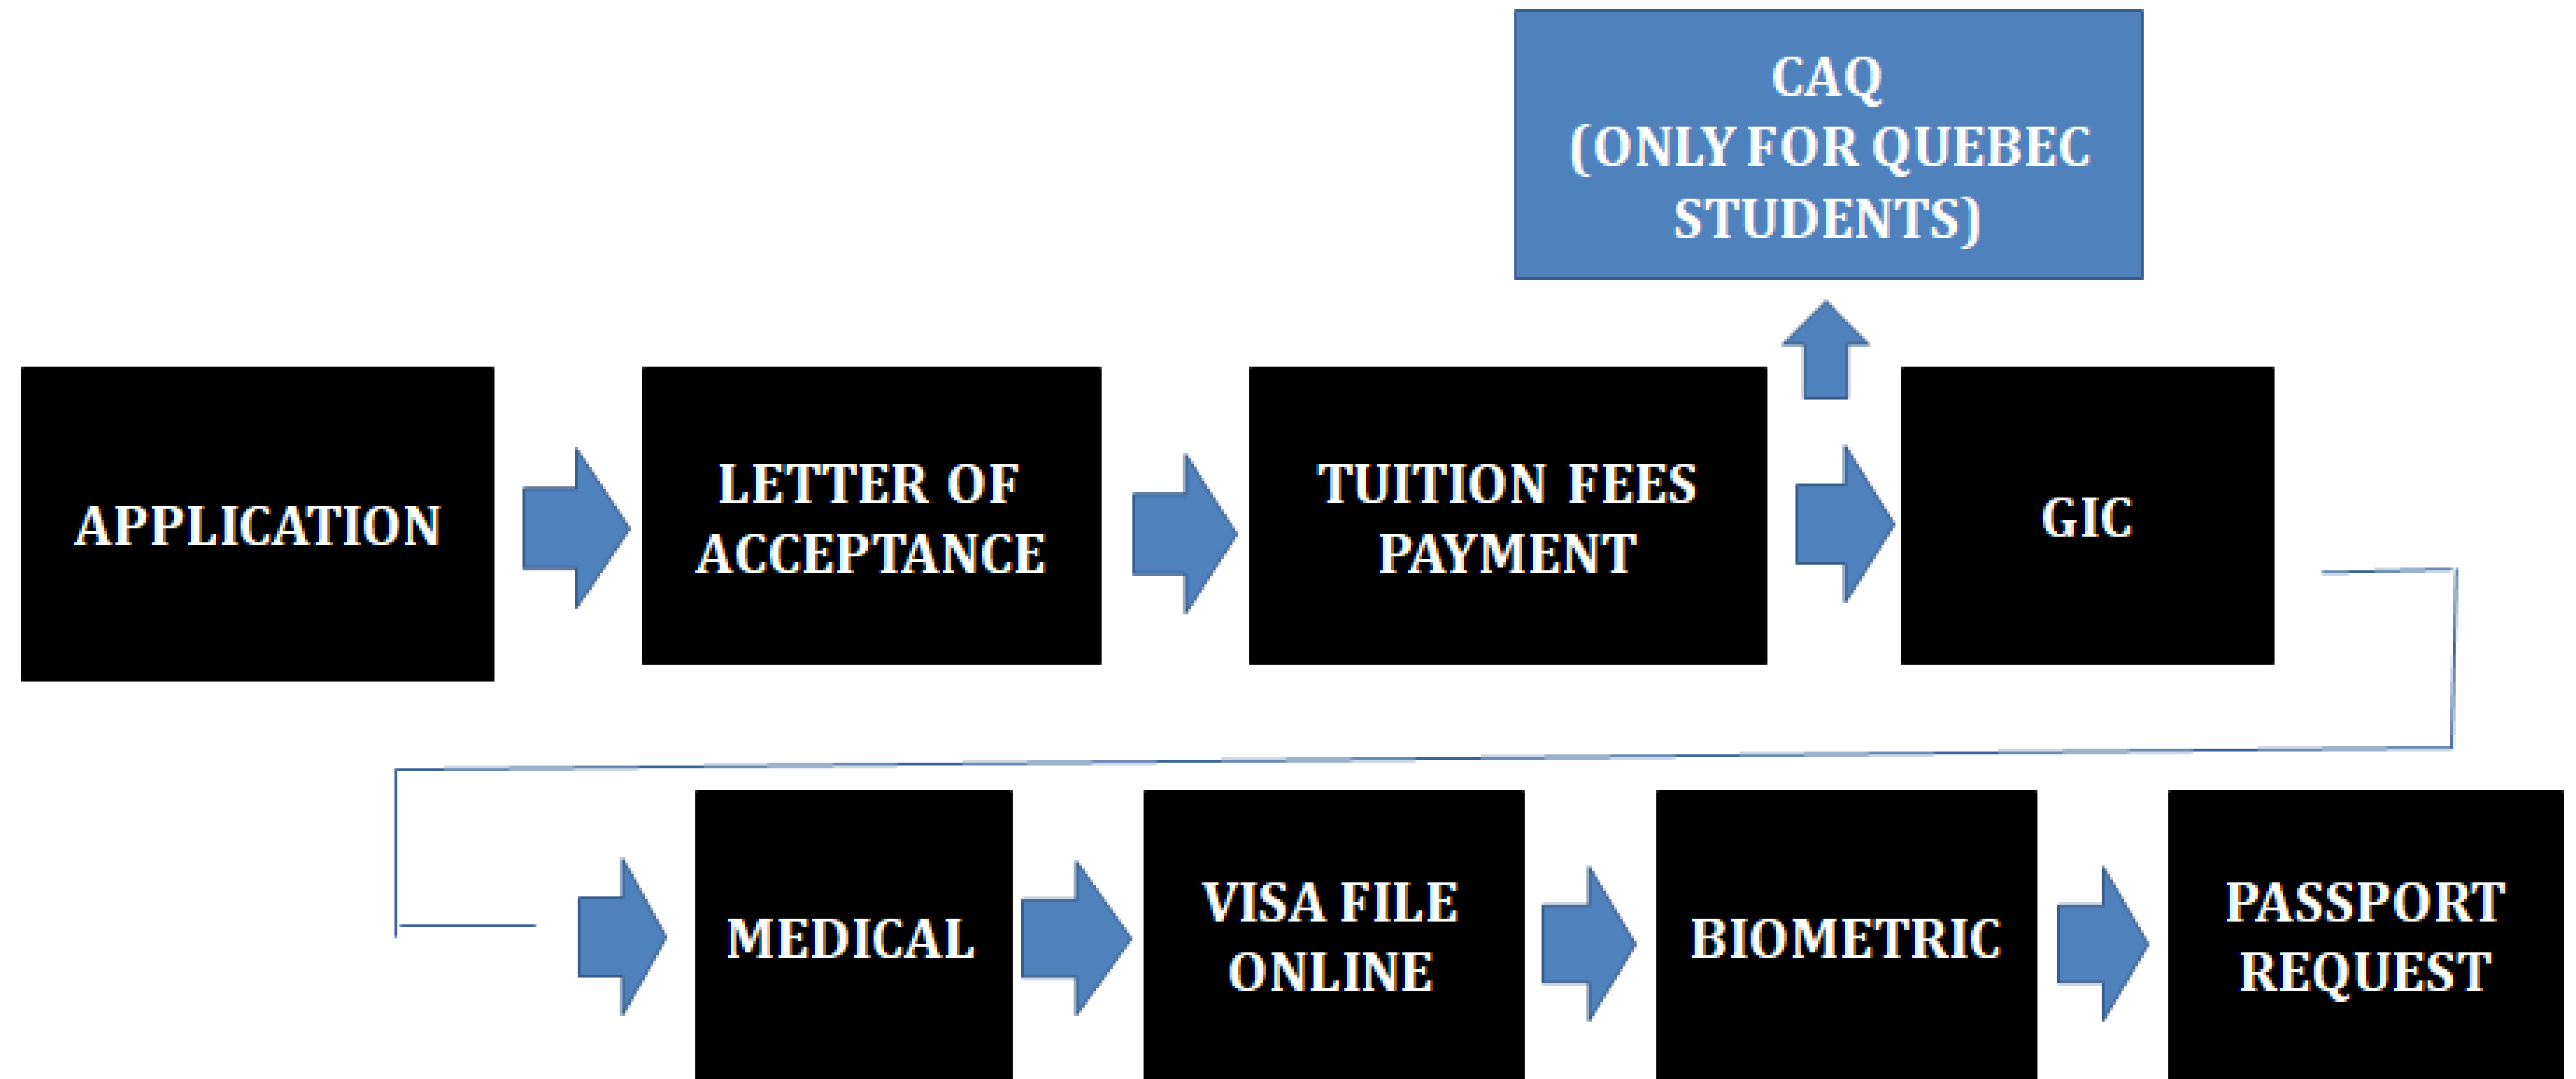 CAQ
(ONLY FOR QUEBEC
STUDENTS)
APPLICATION
LETTER OF
ACCEPTANCE
TUITION FEES
PAYMENT
GIC
MEDICAL
VISA FILE
ONLINE
BIOMETRIC
PASSPORT
REQUEST